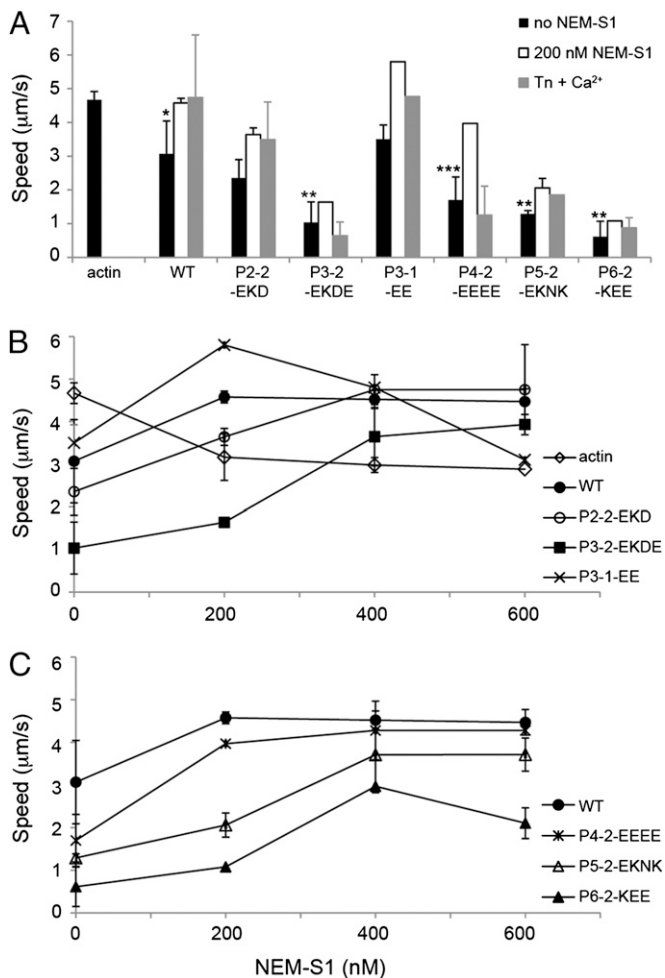 A
7
6
5
4
3
2
1
0
Speed (μm/s)
no NEM-S1
200 nM NEM-S1
Tn + Ca²⁺
*
**
***
**
**
actin
WT
P2-2 -EKD
P3-2 -EKDE
P3-1 -EE
P4-2 -EEEE
P5-2 -EKNK
P6-2 -KEE
B
6
5
4
3
2
1
0
Speed (μm/s)
0 200 400 600
actin
WT
P2-2-EKD
P3-2-EKDE
P3-1-EE
C
6
5
4
3
2
1
0
Speed (μm/s)
0 200 400 600
NEM-S1 (nM)
WT
P4-2-EEEE
P5-2-EKNK
P6-2-KEE